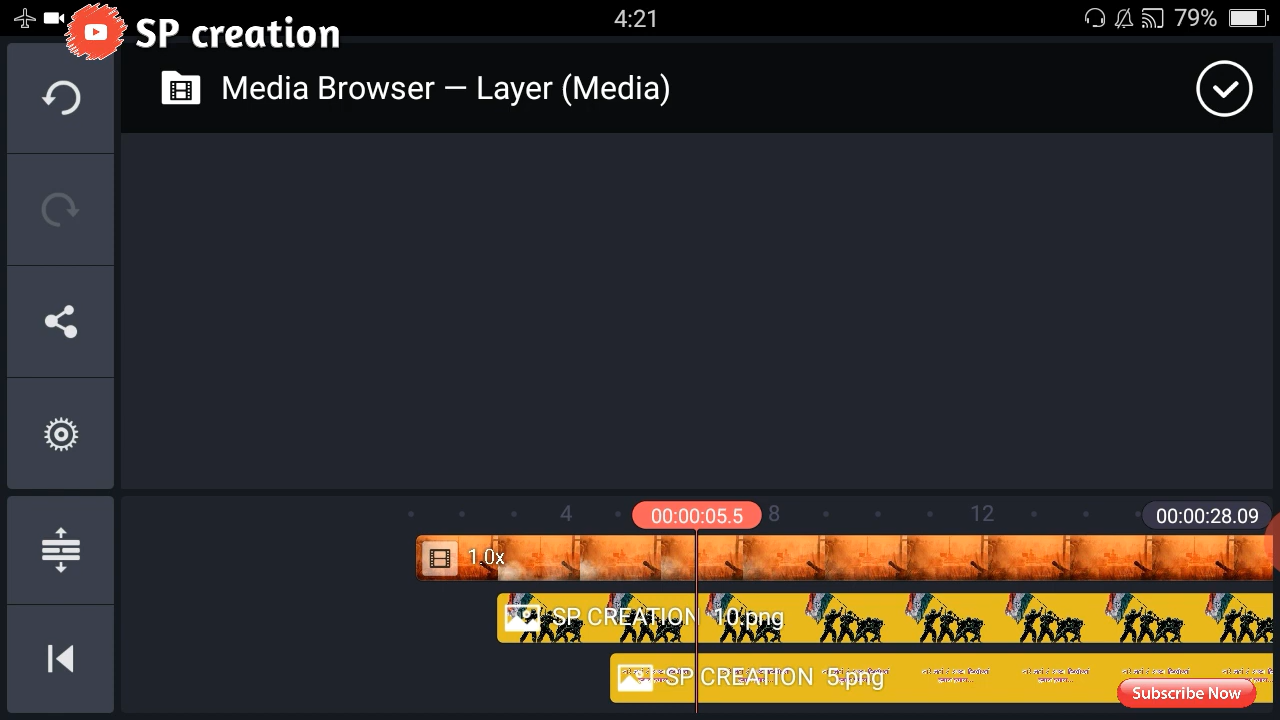 4:21
79%
SP creation
Media Browser — Layer (Media)
4
00:00:05.5
8
12
00:00:28.09
1.0x
SP CREATION 10.png
SP CREATION 5.png
Subscribe Now